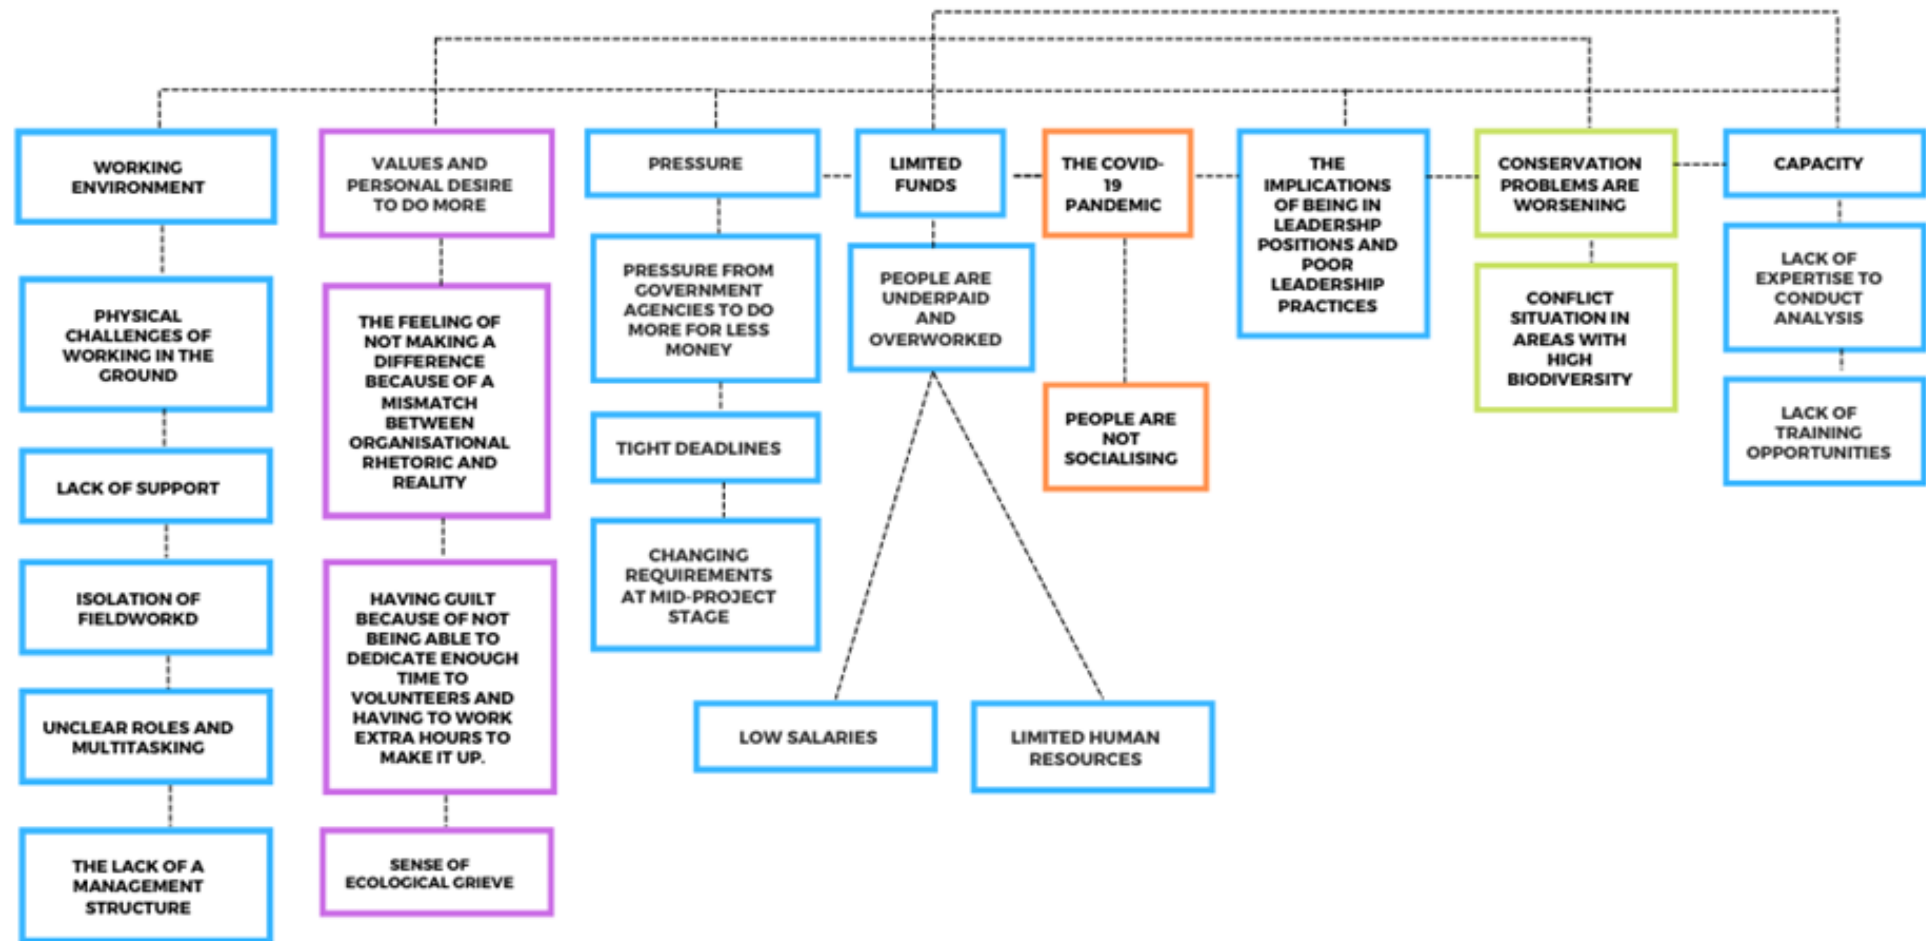 WORKING
ENVIRONMENT
PHYSICAL
CHALLENGES OF
WORKING IN THE
GROUND
LACK OF SUPPORT
ISOLATION OF
FIELDWORKD
UNCLEAR ROLES AND
MULTITASKING
THE LACK OF A
MANAGEMENT
STRUCTURE
VALUES AND
PERSONAL DESIRE
TO DO MORE
THE FEELING OF
NOT MAKING A
DIFFERENCE
BECAUSE OF A
MISMATCH
BETWEEN
ORGANISATIONAL
RHETORIC AND
REALITY
HAVING GUILT
BECAUSE OF NOT
BEING ABLE TO
DEDICATE ENOUGH
TIME TO
VOLUNTEERS AND
HAVING TO WORK
EXTRA HOURS TO
MAKE IT UP.
SENSE OF
ECOLOGICAL GRIEVE
PRESSURE
PRESSURE FROM
GOVERNMENT
AGENCIES TO DO
MORE FOR LESS
MONEY
TIGHT DEADLINES
CHANGING
REQUIREMENTS
AT MID-PROJECT
STAGE
LIMITED
FUNDS
PEOPLE ARE
UNDERPAID
AND
OVERWORKED
LOW SALARIES
LIMITED HUMAN
RESOURCES
THE COVID-
19
PANDEMIC
PEOPLE ARE
NOT
SOCIALISING
THE
IMPLICATIONS
OF BEING IN
LEADERSHP
POSITIONS AND
POOR
LEADERSHIP
PRACTICES
CONSERVATION
PROBLEMS ARE
WORSENING
CONFLICT
SITUATION IN
AREAS WITH
HIGH
BIODIVERSITY
CAPACITY
LACK OF
EXPERTISE TO
CONDUCT
ANALYSIS
LACK OF
TRAINING
OPPORTUNITIES